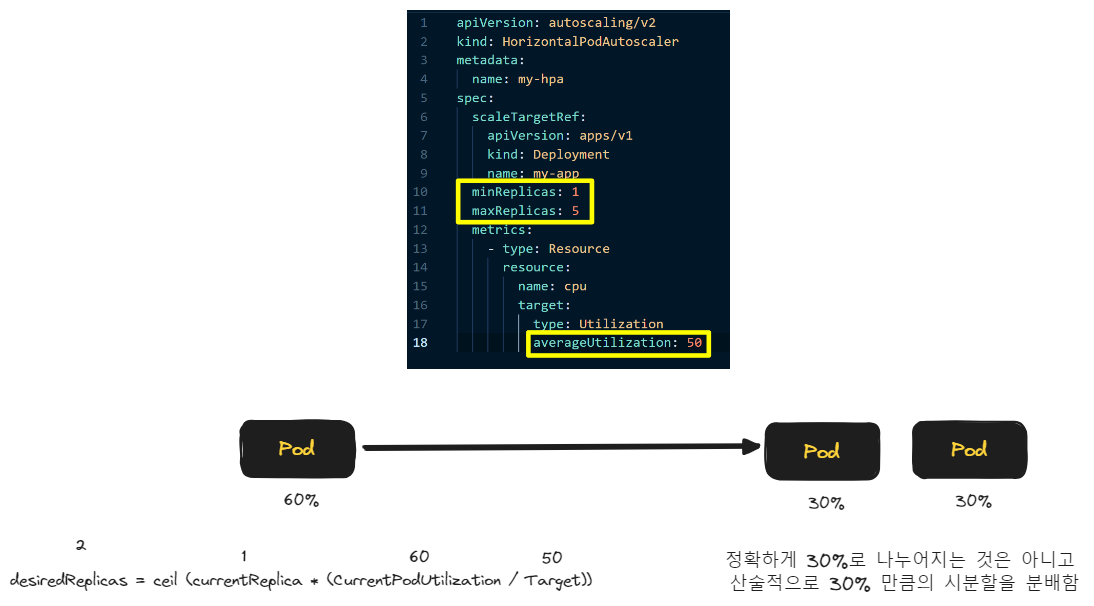 1 apiVersion: autoscaling/v2
2 kind: HorizontalPodAutoscaler
3 metadata:
4 name: my-hpa
5 spec:
6 scaleTargetRef:
7 apiVersion: apps/v1
8 kind: Deployment
9 name: my-app
10 minReplicas: 1
11 maxReplicas: 5
12 metrics:
13 - type: Resource
14 resource:
15 name: cpu
16 target:
17 type: Utilization
18 averageUtilization: 50
Pod
Pod
Pod
60%
30%
30%
2 1 60 50
desiredReplicas = ceil (currentReplica * (CurrentPodUtilization / Target))
정확하게 30%로 나누어지는 것은 아니고
산술적으로 30% 만큼의 시분할을 분배함